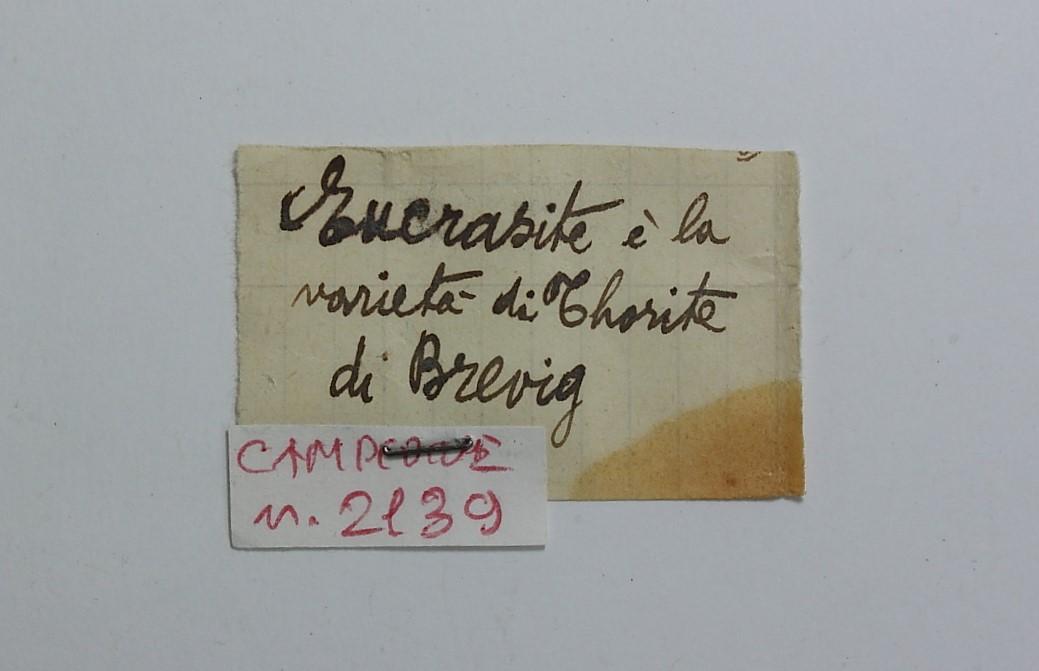 Eucrasite è la
varietà di Thorite
di Brevig
CAMPIONE
n. 2139